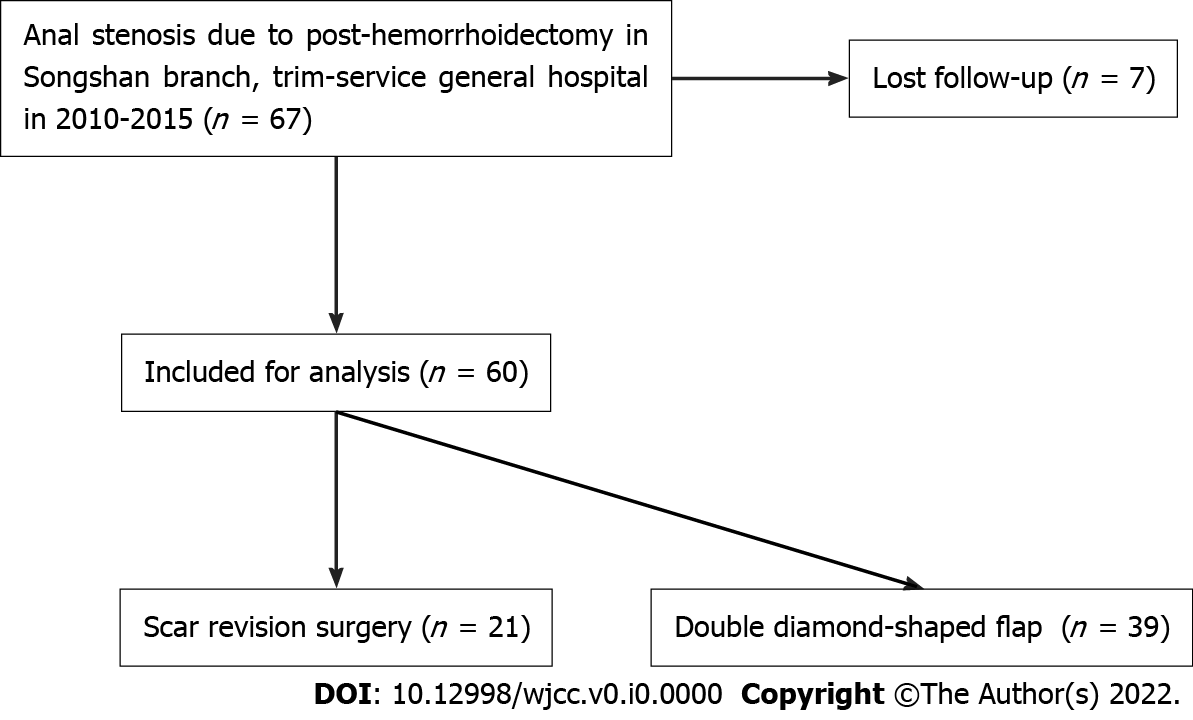 Anal stenosis due to post-hemorrhoidectomy in
Songshan branch, trim-service general hospital
in 2010-2015 (n = 67)
Lost follow-up (n = 7)
Included for analysis (n = 60)
Scar revision surgery (n = 21)
Double diamond-shaped flap (n = 39)
DOI: 10.12998/wjcc.v0.i0.0000 Copyright ©The Author(s) 2022.